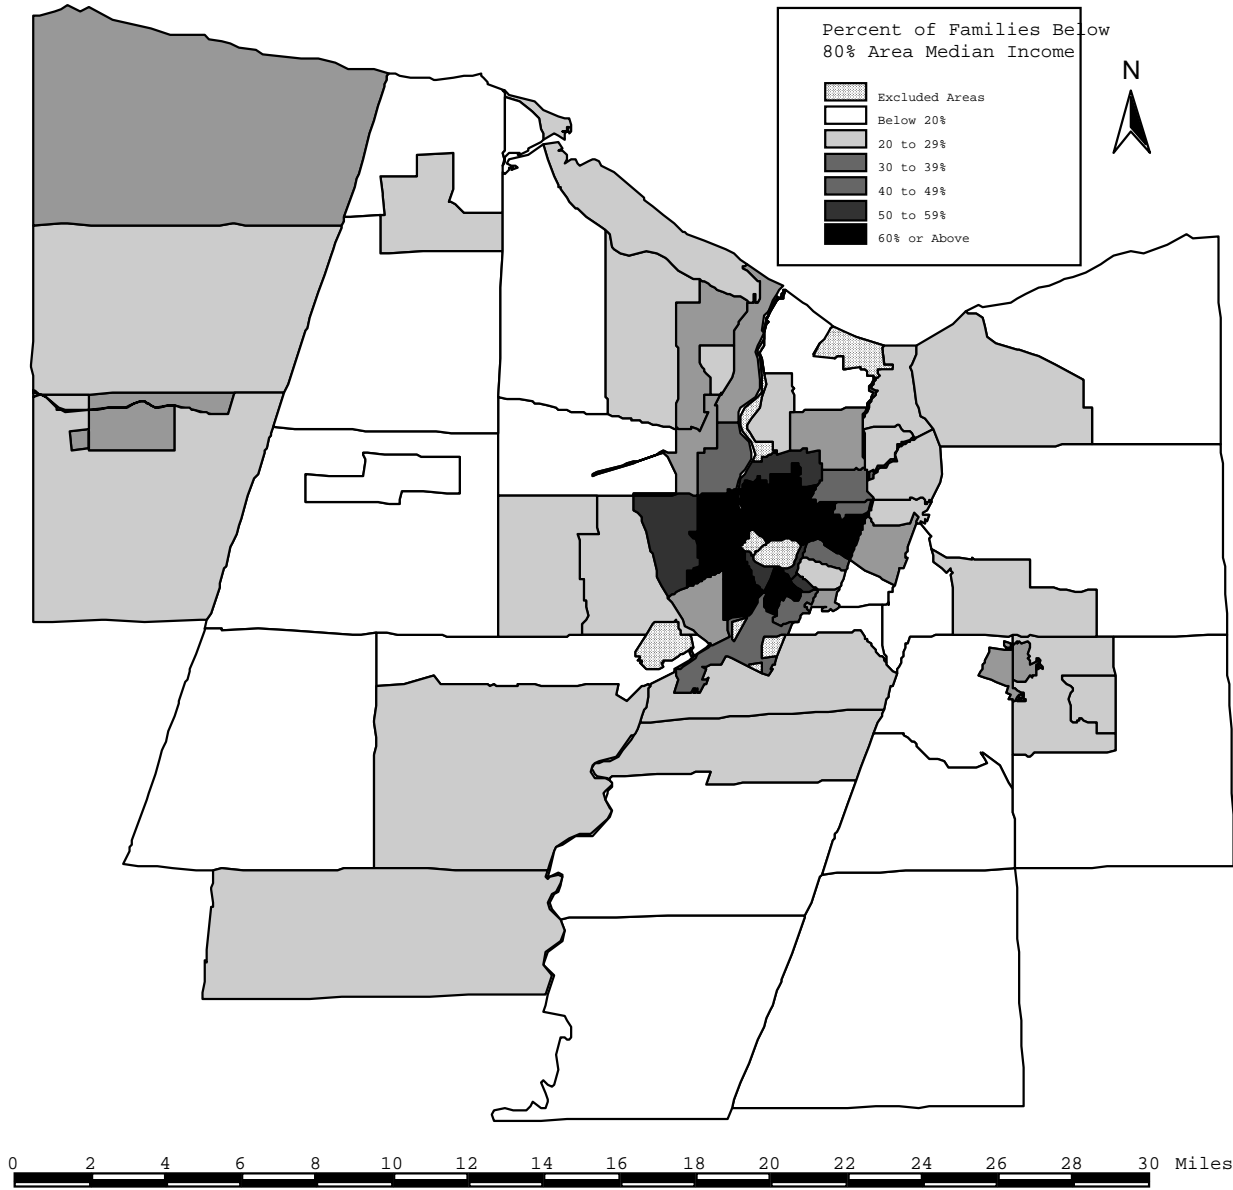 Percent of Families Below
80% Area Median Income
N
Excluded Areas
Below 20%
20 to 29%
30 to 39%
40 to 49%
50 to 59%
60% or Above
0 2 4 6 8 10 12 14 16 18 20 22 24 26 28 30 Miles